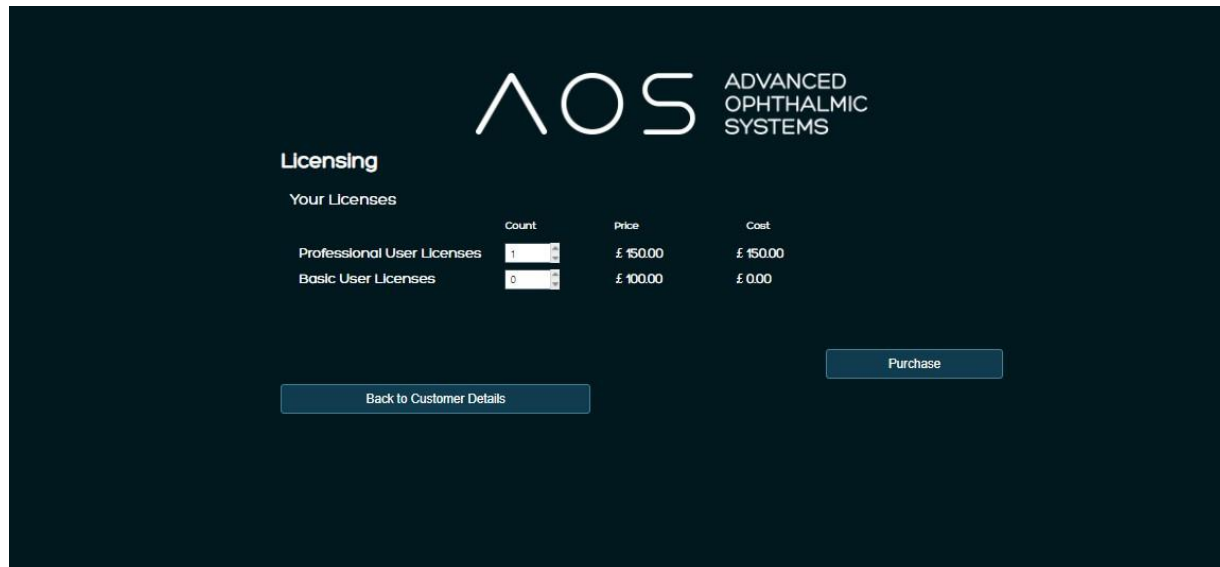 AOS
ADVANCED
OPHTHALMIC
SYSTEMS
Licensing
Your Licenses
Count Price Cost
Professional User Licenses 1 £ 150.00 £ 150.00
Basic User Licenses 0 £ 100.00 £ 0.00
Purchase
Back to Customer Details